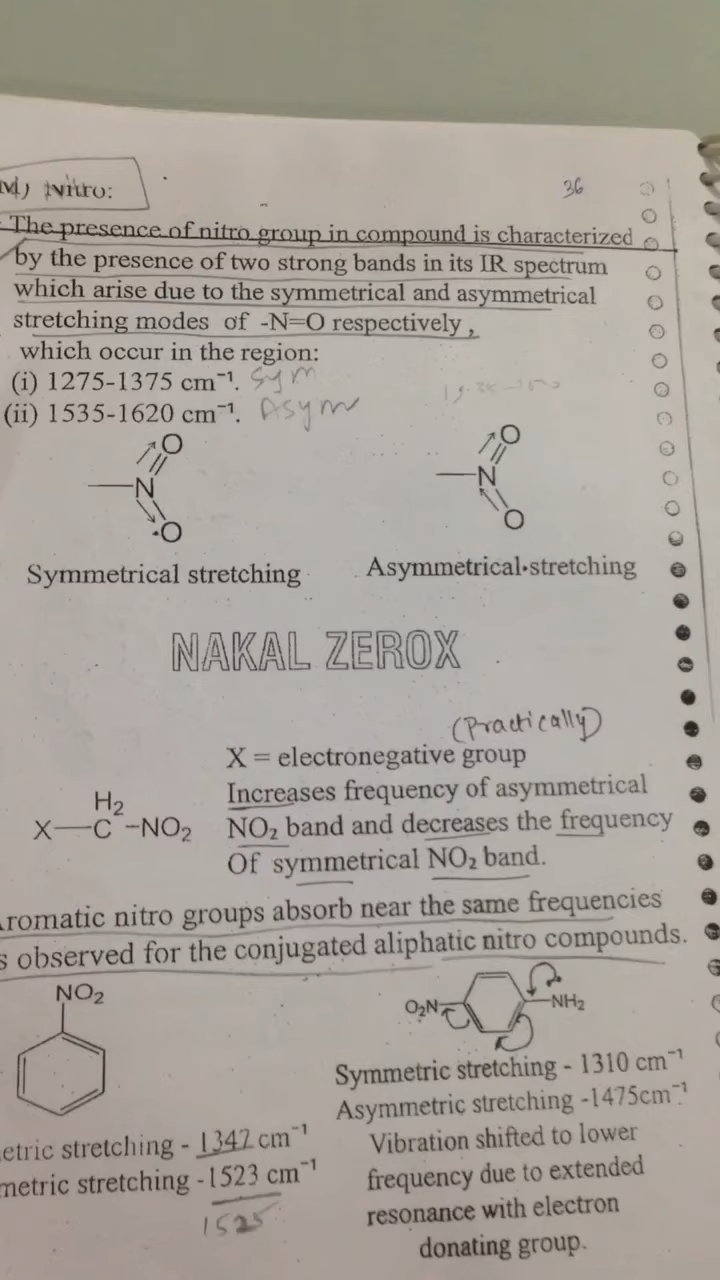 Nitro:
36
The presence of nitro group in compound is characterized
by the presence of two strong bands in its IR spectrum
which arise due to the symmetrical and asymmetrical
stretching modes of -N=O respectively,
which occur in the region:
(i) 1275-1375 cm⁻¹. Sym
(ii) 1535-1620 cm⁻¹. Asym
O O
N N
O O
Symmetrical stretching Asymmetrical stretching
NAKAL ZEROX
(Practically)
X = electronegative group
Increases frequency of asymmetrical
H₂
X—C-NO₂ NO₂ band and decreases the frequency
Of symmetrical NO₂ band.
romatic nitro groups absorb near the same frequencies
s observed for the conjugated aliphatic nitro compounds.
NO₂
O₂N NH₂
Symmetric stretching - 1310 cm⁻¹
Asymmetric stretching -1475cm⁻¹
etric stretching - 1347 cm⁻¹ Vibration shifted to lower
metric stretching -1523 cm⁻¹ frequency due to extended
1525 resonance with electron
donating group.